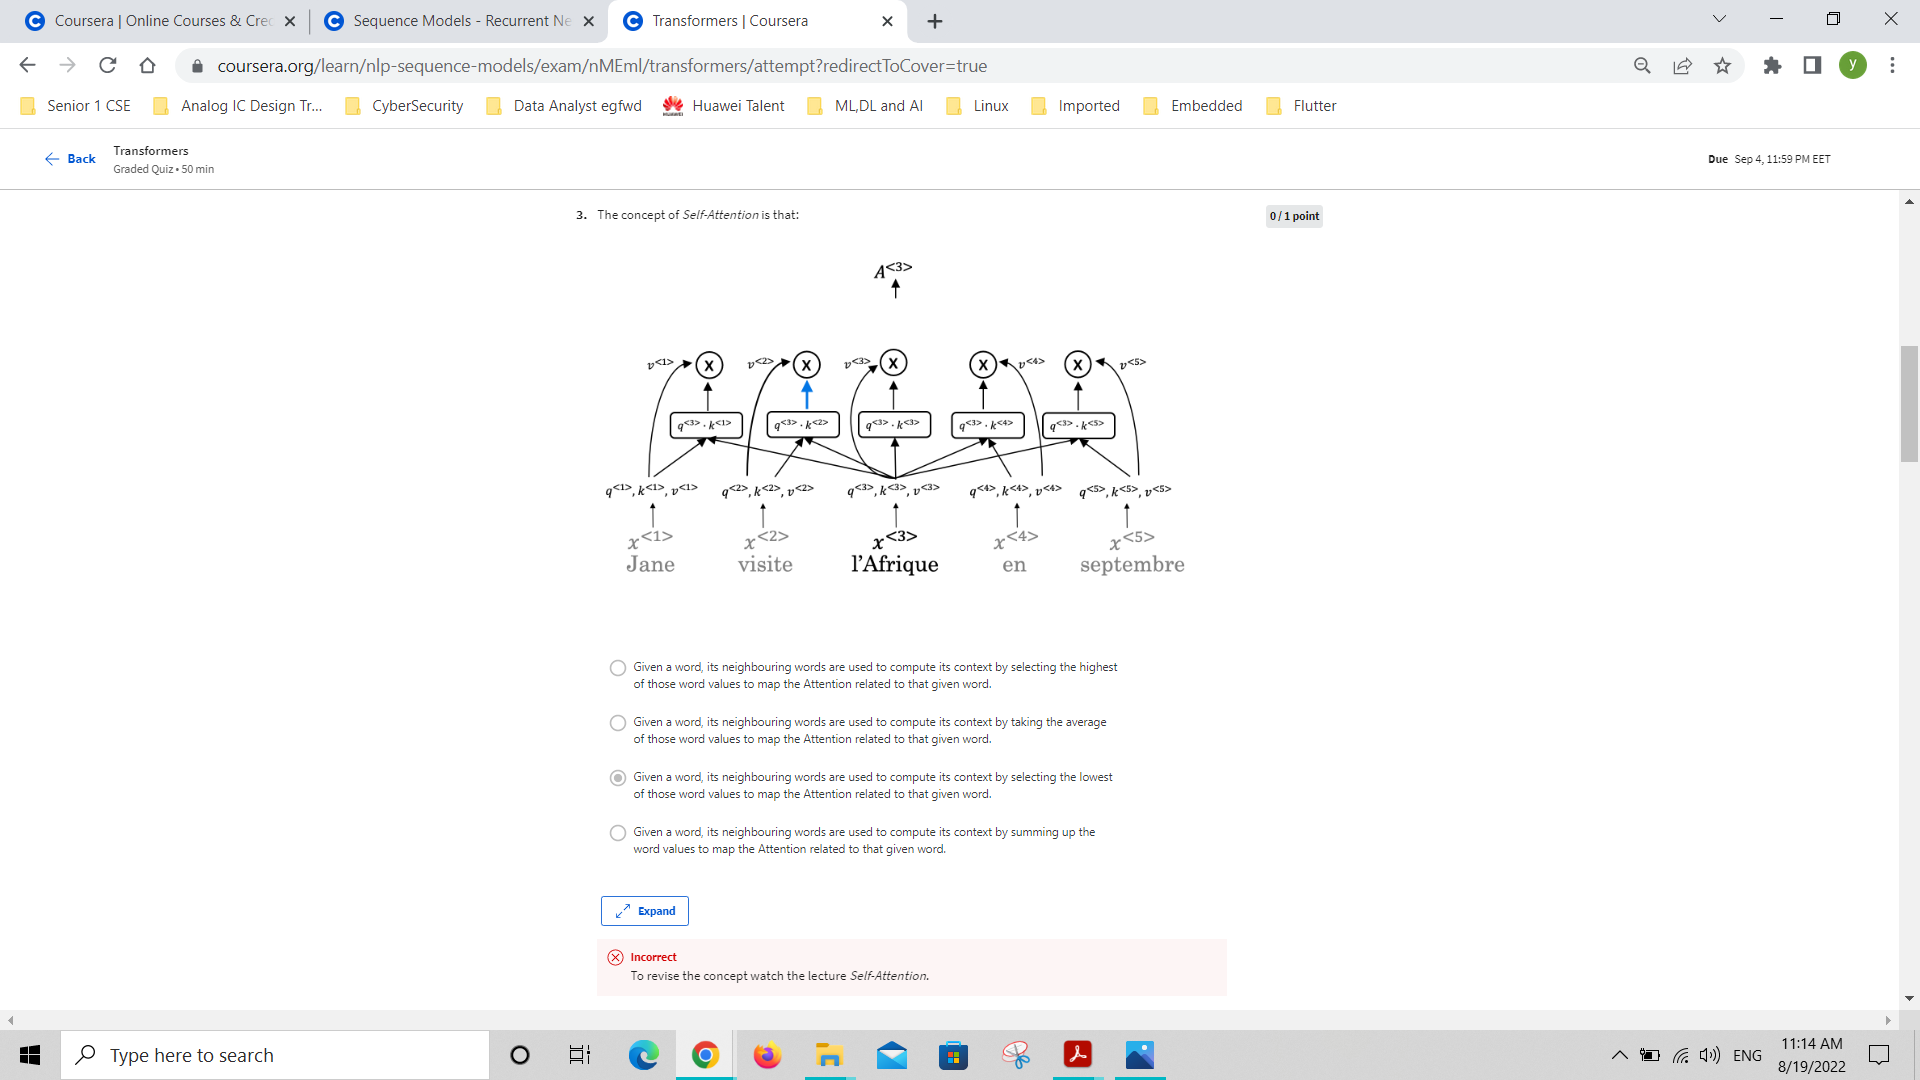 Coursera | Online Courses & Cre
Sequence Models - Recurrent Ne
Transformers | Coursera
coursera.org/learn/nlp-sequence-models/exam/nMEml/transformers/attempt?redirectToCover=true
y
Senior 1 CSE
Analog IC Design Tr...
CyberSecurity
Data Analyst egfwd
Huawei Talent
ML,DL and AI
Linux
Imported
Embedded
Flutter
Back
Transformers
Graded Quiz • 50 min
Due Sep 4, 11:59 PM EET
3. The concept of Self-Attention is that:
0 / 1 point
A<3>
v<1> X v<2> X v<3> X X v<4> X v<5>
q<3> · k<1> q<3> · k<2> q<3> · k<3> q<3> · k<4> q<3> · k<5>
q<1>, k<1>, v<1> q<2>, k<2>, v<2> q<3>, k<3>, v<3> q<4>, k<4>, v<4> q<5>, k<5>, v<5>
x<1> x<2> x<3> x<4> x<5>
Jane visite l'Afrique en septembre
Given a word, its neighbouring words are used to compute its context by selecting the highest
of those word values to map the Attention related to that given word.
Given a word, its neighbouring words are used to compute its context by taking the average
of those word values to map the Attention related to that given word.
Given a word, its neighbouring words are used to compute its context by selecting the lowest
of those word values to map the Attention related to that given word.
Given a word, its neighbouring words are used to compute its context by summing up the
word values to map the Attention related to that given word.
Expand
Incorrect
To revise the concept watch the lecture Self-Attention.
Type here to search
ENG
11:14 AM
8/19/2022